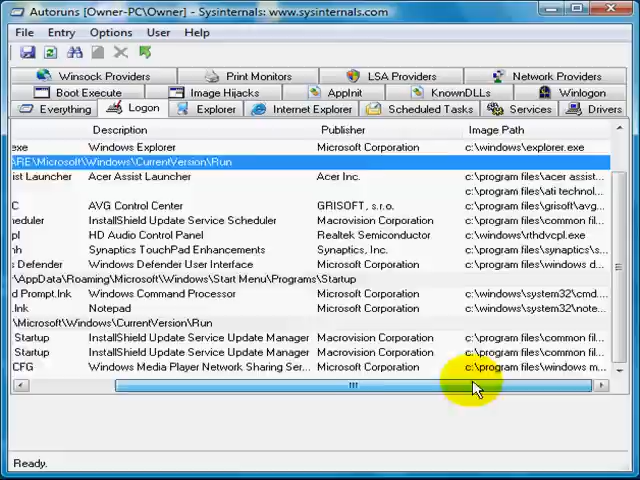 Autoruns [Owner-PC\Owner] - Sysinternals: www.sysinternals.com
File Entry Options User Help
Winsock Providers Print Monitors LSA Providers Network Providers
Boot Execute Image Hijacks AppInit KnownDLLs Winlogon
Everything Logon Explorer Internet Explorer Scheduled Tasks Services Drivers
Description Publisher Image Path
exe Windows Explorer Microsoft Corporation c:\windows\explorer.exe
RE\Microsoft\Windows\CurrentVersion\Run
ist Launcher Acer Assist Launcher Acer Inc. c:\program files\acer assist...
c:\program files\ati technol...
C AVG Control Center GRISOFT, s.r.o. c:\program files\grisoft\avg...
heduler InstallShield Update Service Scheduler Macrovision Corporation c:\program files\common fil...
pl HD Audio Control Panel Realtek Semiconductor c:\windows\rthdvcpl.exe
nh Synaptics TouchPad Enhancements Synaptics, Inc. c:\program files\synaptics\s...
s Defender Windows Defender User Interface Microsoft Corporation c:\program files\windows d...
\AppData\Roaming\Microsoft\Windows\Start Menu\Programs\Startup
d Prompt.lnk Windows Command Processor Microsoft Corporation c:\windows\system32\cmd....
.lnk Notepad Microsoft Corporation c:\windows\system32\note...
\Microsoft\Windows\CurrentVersion\Run
Startup InstallShield Update Service Update Manager Macrovision Corporation c:\program files\common fil...
Startup InstallShield Update Service Update Manager Macrovision Corporation c:\program files\common fil...
CFG Windows Media Player Network Sharing Ser... Microsoft Corporation c:\program files\windows m...
Ready.